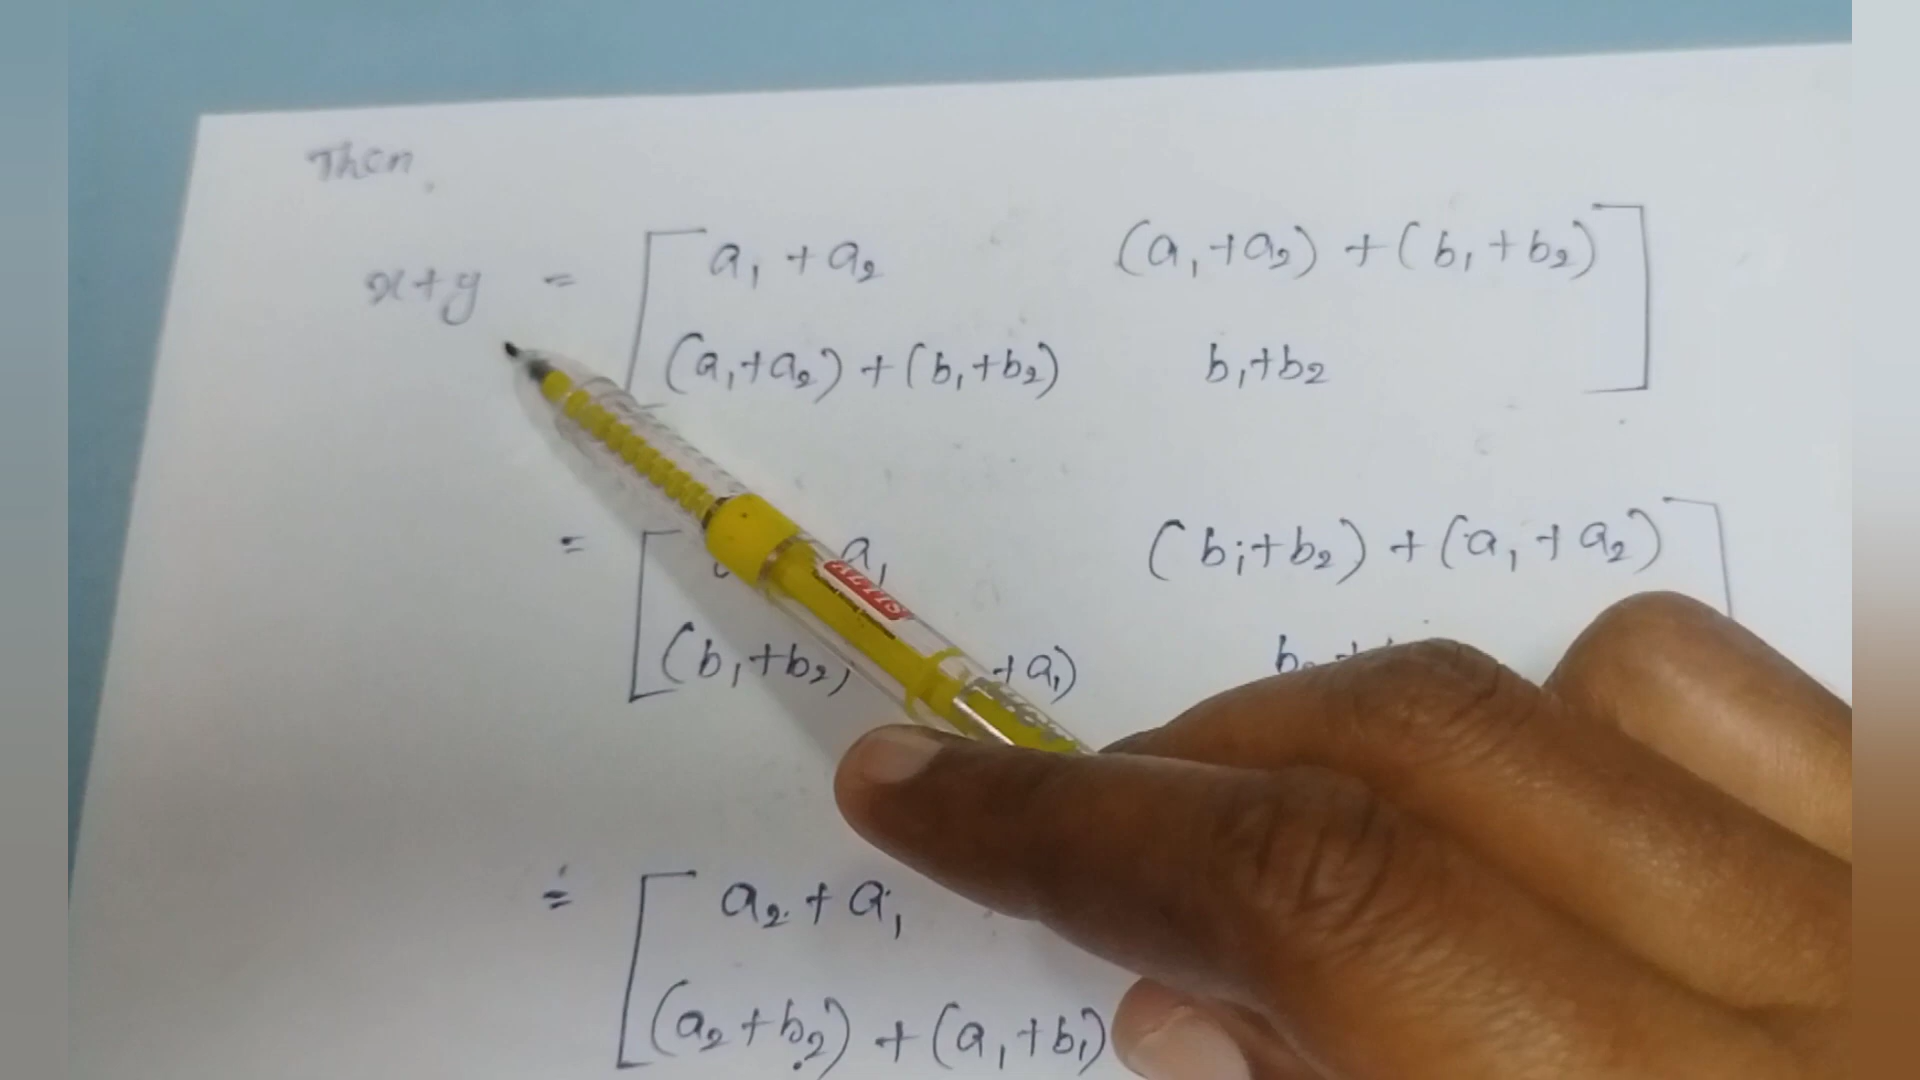 Then,
x+y = [ a₁ + a₂ (a₁+a₂) + (b₁+b₂) ]
(a₁+a₂) + (b₁+b₂) b₁+b₂
= [ a₁ (b₁+b₂) + (a₁ + a₂) ]
(b₁+b₂) + a₁)
ALTIS
= [ a₂ + a₁
(a₂ + b₂) + (a₁ + b₁)